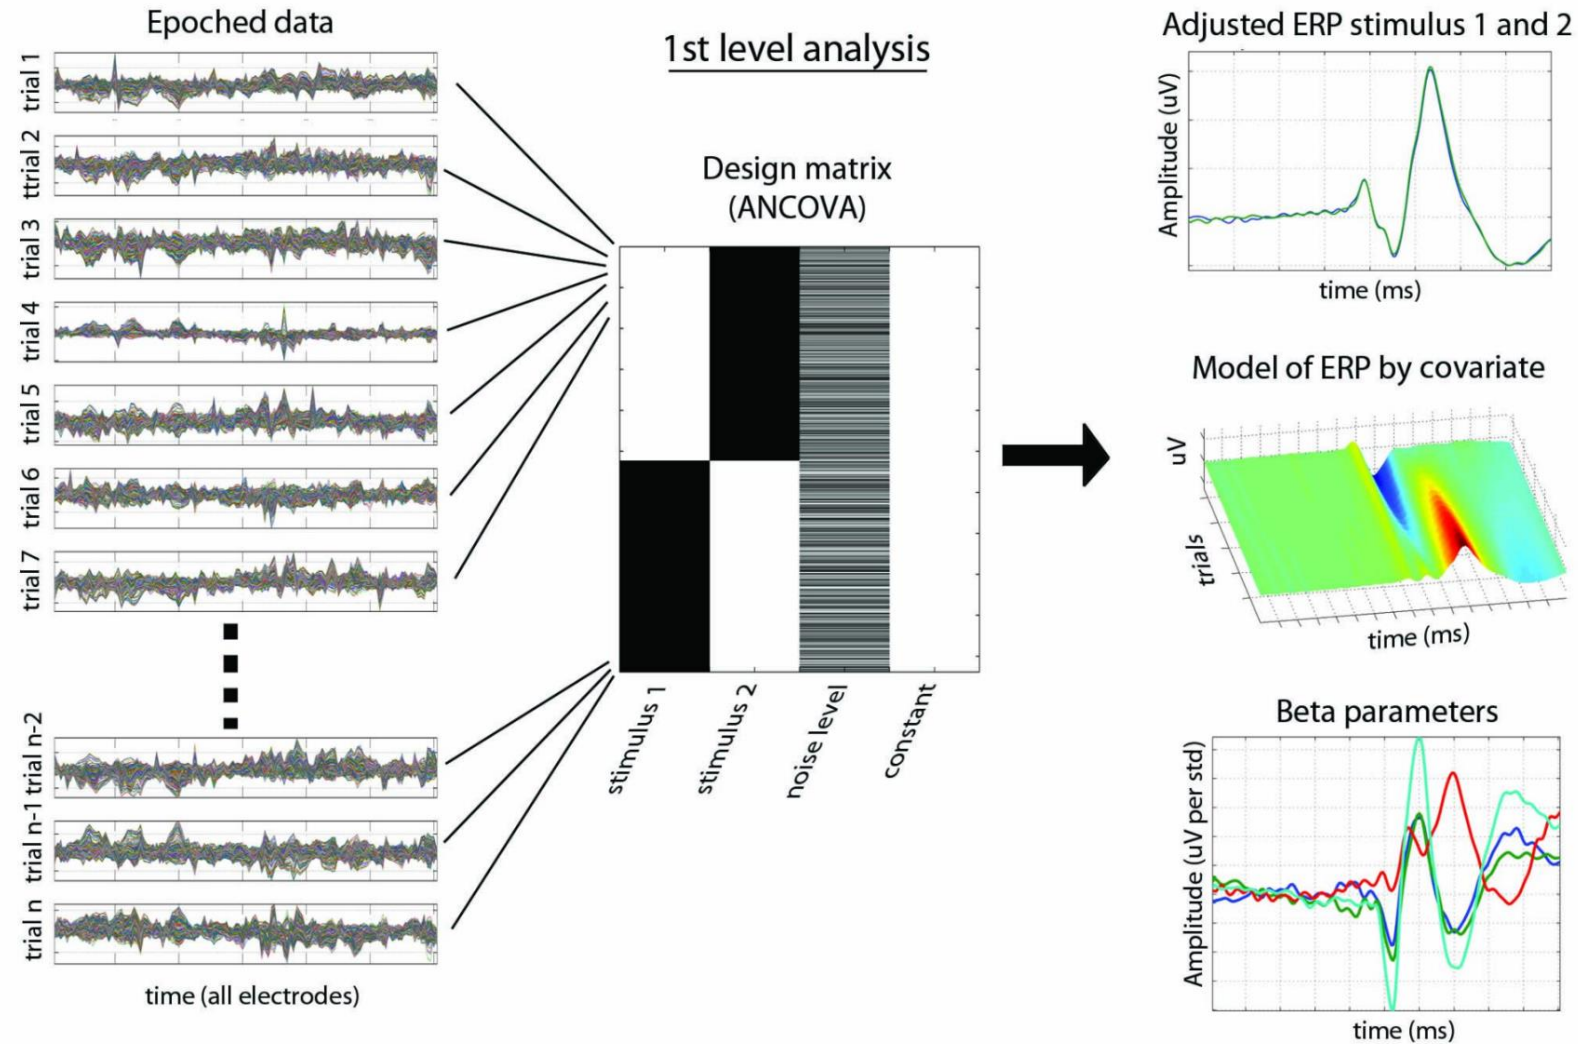 Epoched data
trial 1
ttrial 2
trial 3
trial 4
trial 5
trial 6
trial 7
trial n-2
trial n-1
trial n
time (all electrodes)
1st level analysis
Design matrix
(ANCOVA)
stimulus 1
stimulus 2
noise level
constant
Adjusted ERP stimulus 1 and 2
Amplitude (uV)
time (ms)
Model of ERP by covariate
uV
trials
time (ms)
Beta parameters
Amplitude (uV per std)
time (ms)